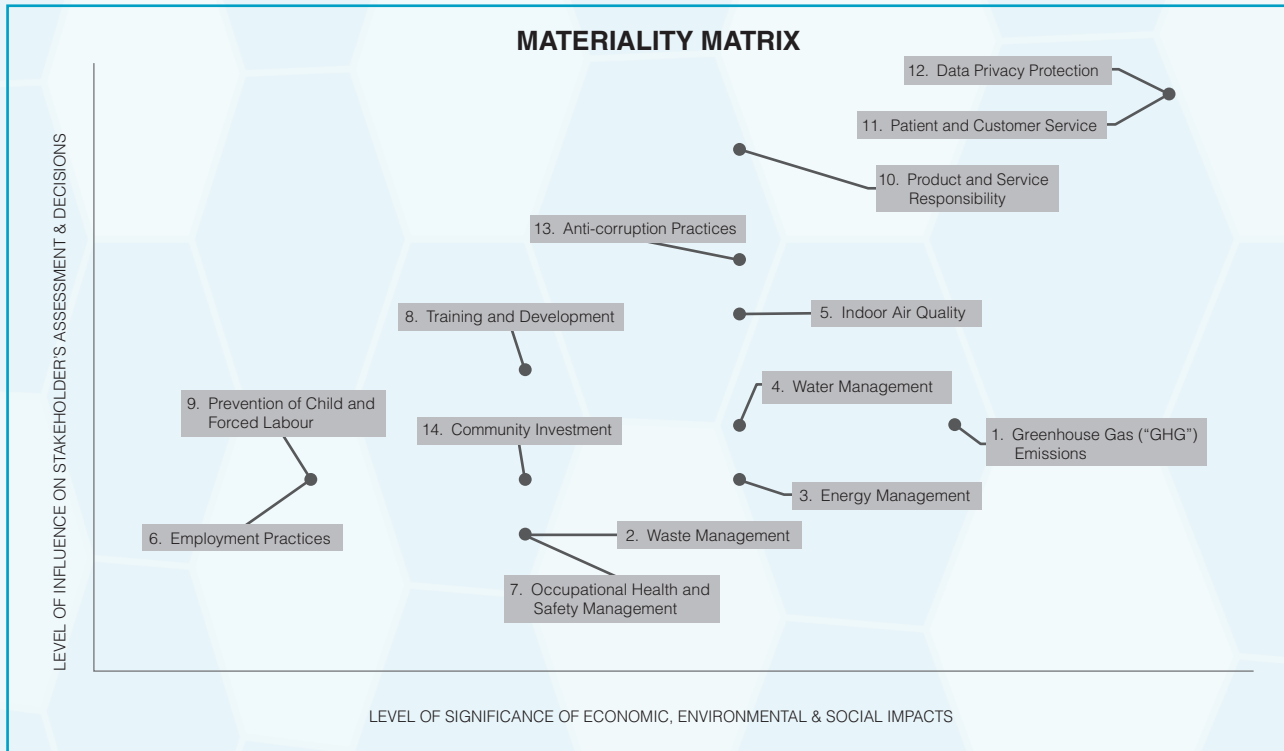 MATERIALITY MATRIX
12. Data Privacy Protection
11. Patient and Customer Service
10. Product and Service
Responsibility
13. Anti-corruption Practices
8. Training and Development
5. Indoor Air Quality
4. Water Management
9. Prevention of Child and
Forced Labour
14. Community Investment
1. Greenhouse Gas (“GHG”)
Emissions
3. Energy Management
6. Employment Practices
2. Waste Management
7. Occupational Health and
Safety Management
LEVEL OF INFLUENCE ON STAKEHOLDER'S ASSESSMENT & DECISIONS
LEVEL OF SIGNIFICANCE OF ECONOMIC, ENVIRONMENTAL & SOCIAL IMPACTS